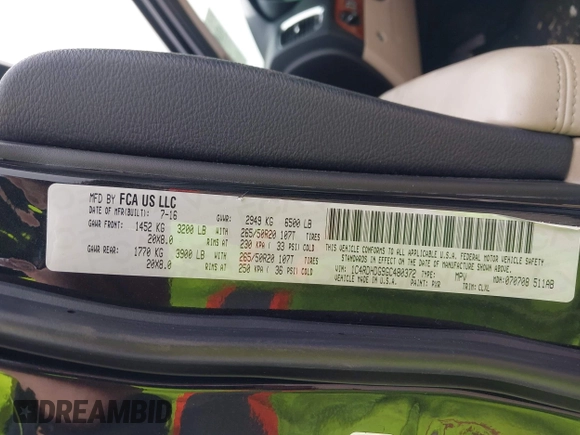 MFD BY FCA US LLC
DATE OF MFR(BUILT): 7-16 GVWR: 2949 KG 6500 LB
GAWR FRONT: 1452 KG 3200 LB WITH 265/50R20 107T TIRES
20X8.0 RIMS AT 230 KPA ( 33 PSI) COLD
GAWR REAR: 1770 KG 3900 LB WITH 265/50R20 107T TIRES
20X8.0 RIMS AT 250 KPA ( 36 PSI) COLD
THIS VEHICLE CONFORMS TO ALL APPLICABLE U.S.A. FEDERAL MOTOR VEHICLE SAFETY
STANDARDS IN EFFECT ON THE DATE OF MANUFACTURE SHOWN ABOVE.
VIN: 1C4RDHDG9GC480372 TYPE: MPV MDH: 070708 511AB
VEHICLE MADE IN U.S.A. PAINT: PXR TRIM: CLXL
DREAMBID